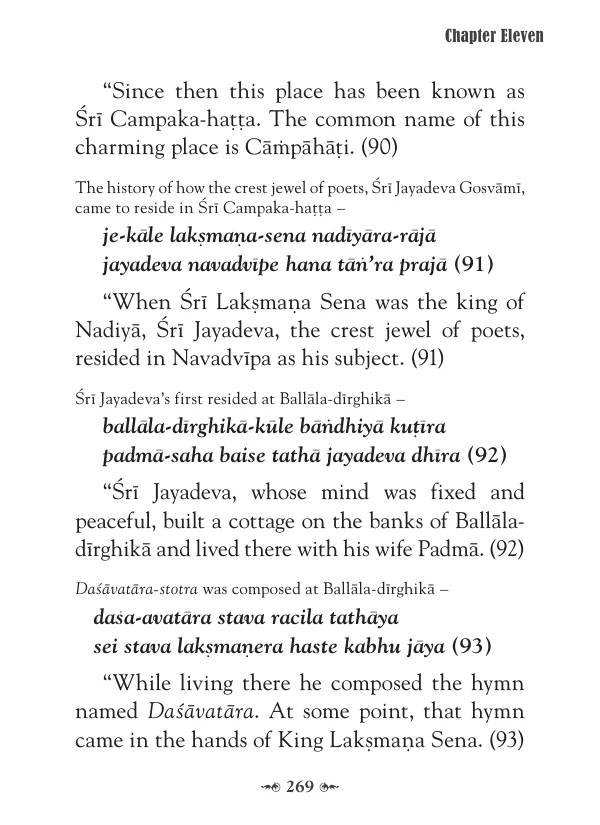 Chapter Eleven
“Since then this place has been known as
Śrī Campaka-haṭṭa. The common name of this
charming place is Cāṁpāhāṭi. (90)
The history of how the crest jewel of poets, Śrī Jayadeva Gosvāmī,
came to reside in Śrī Campaka-haṭṭa –
je-kāle lakṣmaṇa-sena nadīyāra-rājā
jayadeva navadvīpe hana tāṅ’ra prajā (91)
“When Śrī Lakṣmaṇa Sena was the king of
Nadiyā, Śrī Jayadeva, the crest jewel of poets,
resided in Navadvīpa as his subject. (91)
Śrī Jayadeva’s first resided at Ballāla-dīrghikā –
ballāla-dīrghikā-kūle bāṅdhiyā kuṭīra
padmā-saha baise tathā jayadeva dhīra (92)
“Śrī Jayadeva, whose mind was fixed and
peaceful, built a cottage on the banks of Ballāla-
dīrghikā and lived there with his wife Padmā. (92)
Daśāvatāra-stotra was composed at Ballāla-dīrghikā –
daṡa-avatāra stava racila tathāya
sei stava lakṣmaṇera haste kabhu jāya (93)
“While living there he composed the hymn
named Daśāvatāra. At some point, that hymn
came in the hands of King Lakṣmaṇa Sena. (93)
269